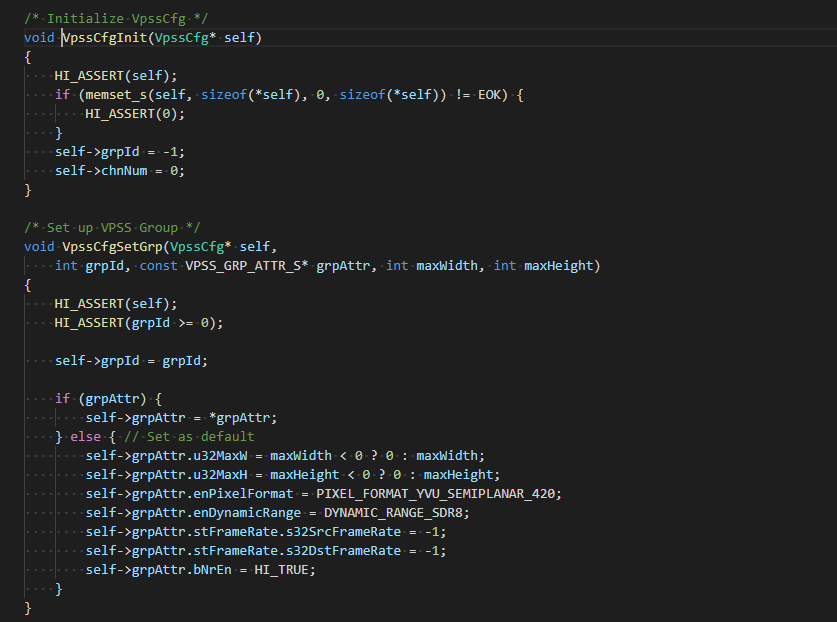 /* Initialize VpssCfg */
void VpssCfgInit(VpssCfg* self)
{
    HI_ASSERT(self);
    if (memset_s(self, sizeof(*self), 0, sizeof(*self)) != EOK) {
        HI_ASSERT(0);
    }
    self->grpId = -1;
    self->chnNum = 0;
}

/* Set up VPSS Group */
void VpssCfgSetGrp(VpssCfg* self,
    int grpId, const VPSS_GRP_ATTR_S* grpAttr, int maxWidth, int maxHeight)
{
    HI_ASSERT(self);
    HI_ASSERT(grpId >= 0);

    self->grpId = grpId;

    if (grpAttr) {
        self->grpAttr = *grpAttr;
    } else { // Set as default
        self->grpAttr.u32MaxW = maxWidth < 0 ? 0 : maxWidth;
        self->grpAttr.u32MaxH = maxHeight < 0 ? 0 : maxHeight;
        self->grpAttr.enPixelFormat = PIXEL_FORMAT_YVU_SEMIPLANAR_420;
        self->grpAttr.enDynamicRange = DYNAMIC_RANGE_SDR8;
        self->grpAttr.stFrameRate.s32SrcFrameRate = -1;
        self->grpAttr.stFrameRate.s32DstFrameRate = -1;
        self->grpAttr.bNrEn = HI_TRUE;
    }
}